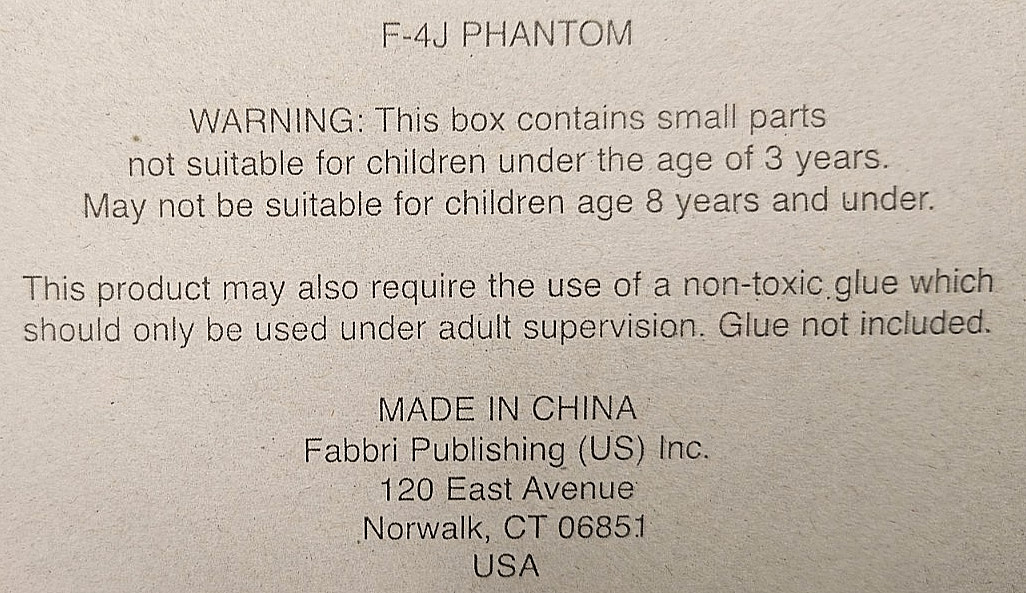 F-4J PHANTOM
WARNING: This box contains small parts
not suitable for children under the age of 3 years.
May not be suitable for children age 8 years and under.
This product may also require the use of a non-toxic glue which
should only be used under adult supervision. Glue not included.
MADE IN CHINA
Fabbri Publishing (US) Inc.
120 East Avenue
Norwalk, CT 06851
USA